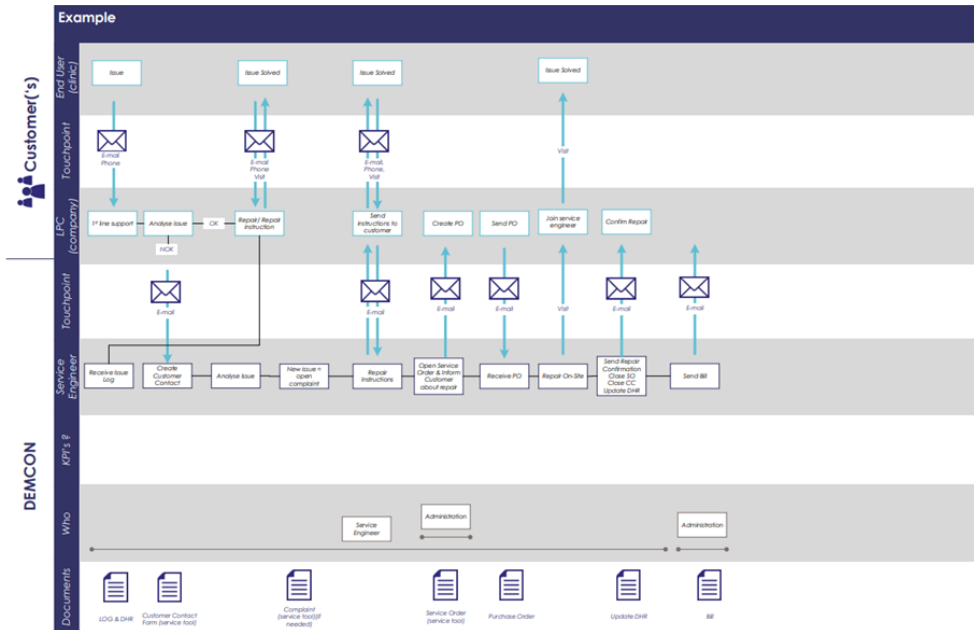 Example
Customer('s)
DEMCON
End User
(clinic)
Touchpoint
LPC
(company)
Touchpoint
Service
Engineer
KPI's ?
Who
Documents
Issue
Issue Solved
Issue Solved
Issue Solved
E-mail
Phone
E-mail
Phone
Visit
E-mail,
Phone,
Visit
Visit
1st line support
Analyse issue
OK
Repair/ Repair
instruction
Send
instructions to
customer
Create PO
Send PO
Join service
engineer
Confirm Repair
NOK
E-mail
E-mail
E-mail
E-mail
Visit
E-mail
E-mail
Receive Issue
Log
Create
Customer
Contact
Analyse Issue
New issue =
open
complaint
Repair
Instructions
Open Service
Order & Inform
Customer
about repair
Receive PO
Repair On-Site
Send Repair
Confirmation
Close SO
Close CC
Update DHR
Send Bill
Service
Engineer
Administration
Administration
LOG & DHR
Customer Contact
Form (service tool)
Complaint
(service tool)(if
needed)
Service Order
(service tool)
Purchase Order
Update DHR
Bill